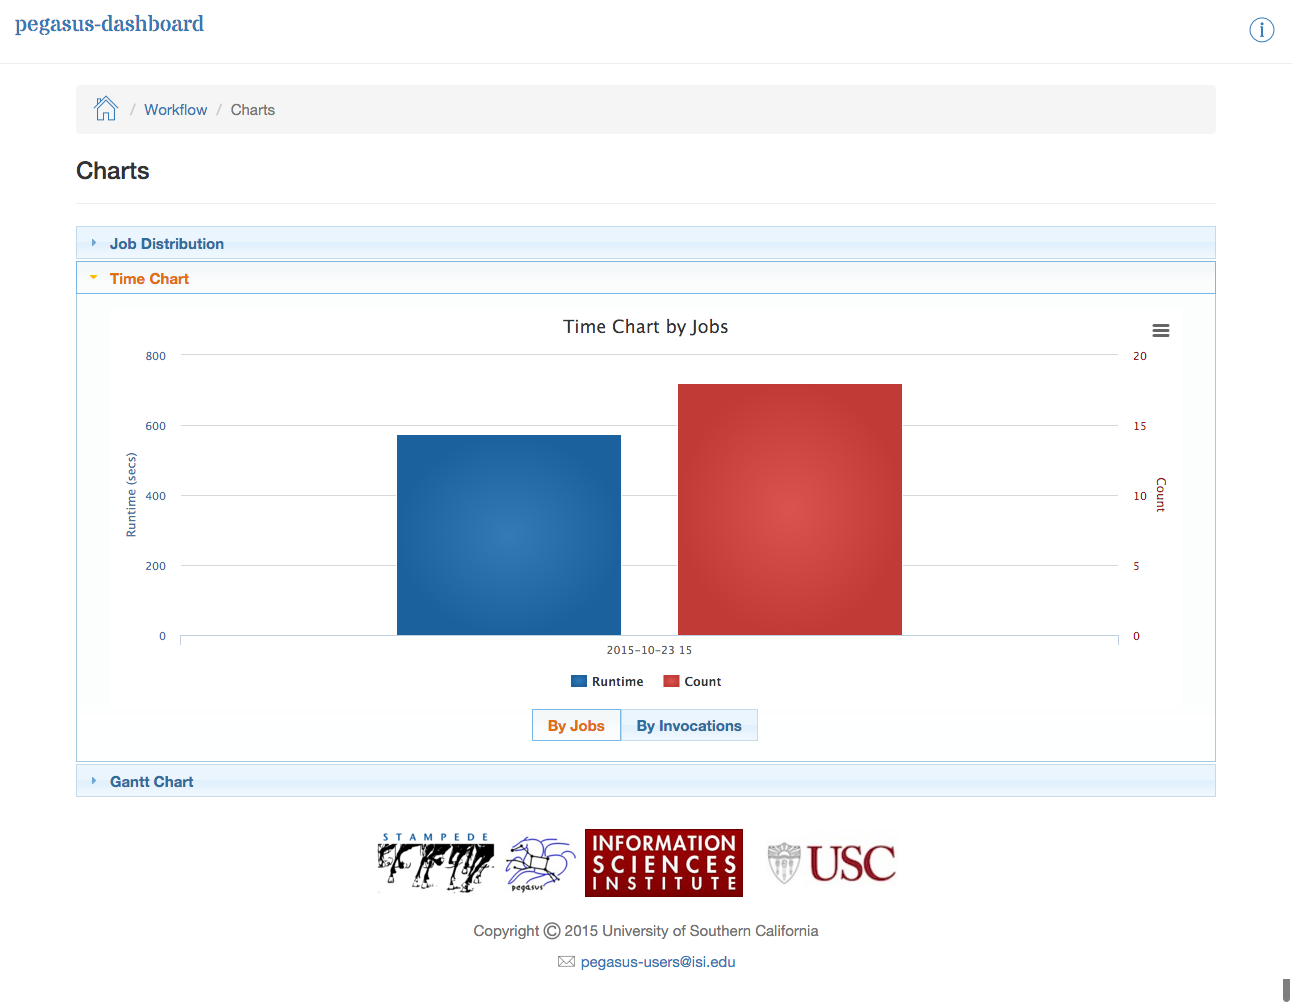 pegasus-dashboard
i
/ Workflow / Charts
Charts
Job Distribution
Time Chart
Time Chart by Jobs
800
600
400
200
0
Runtime (secs)
20
15
10
5
0
Count
2015-10-23 15
Runtime Count
By Jobs By Invocations
Gantt Chart
STAMPEDE
pegasus
INFORMATION
SCIENCES
INSTITUTE
USC
Copyright © 2015 University of Southern California
pegasus-users@isi.edu